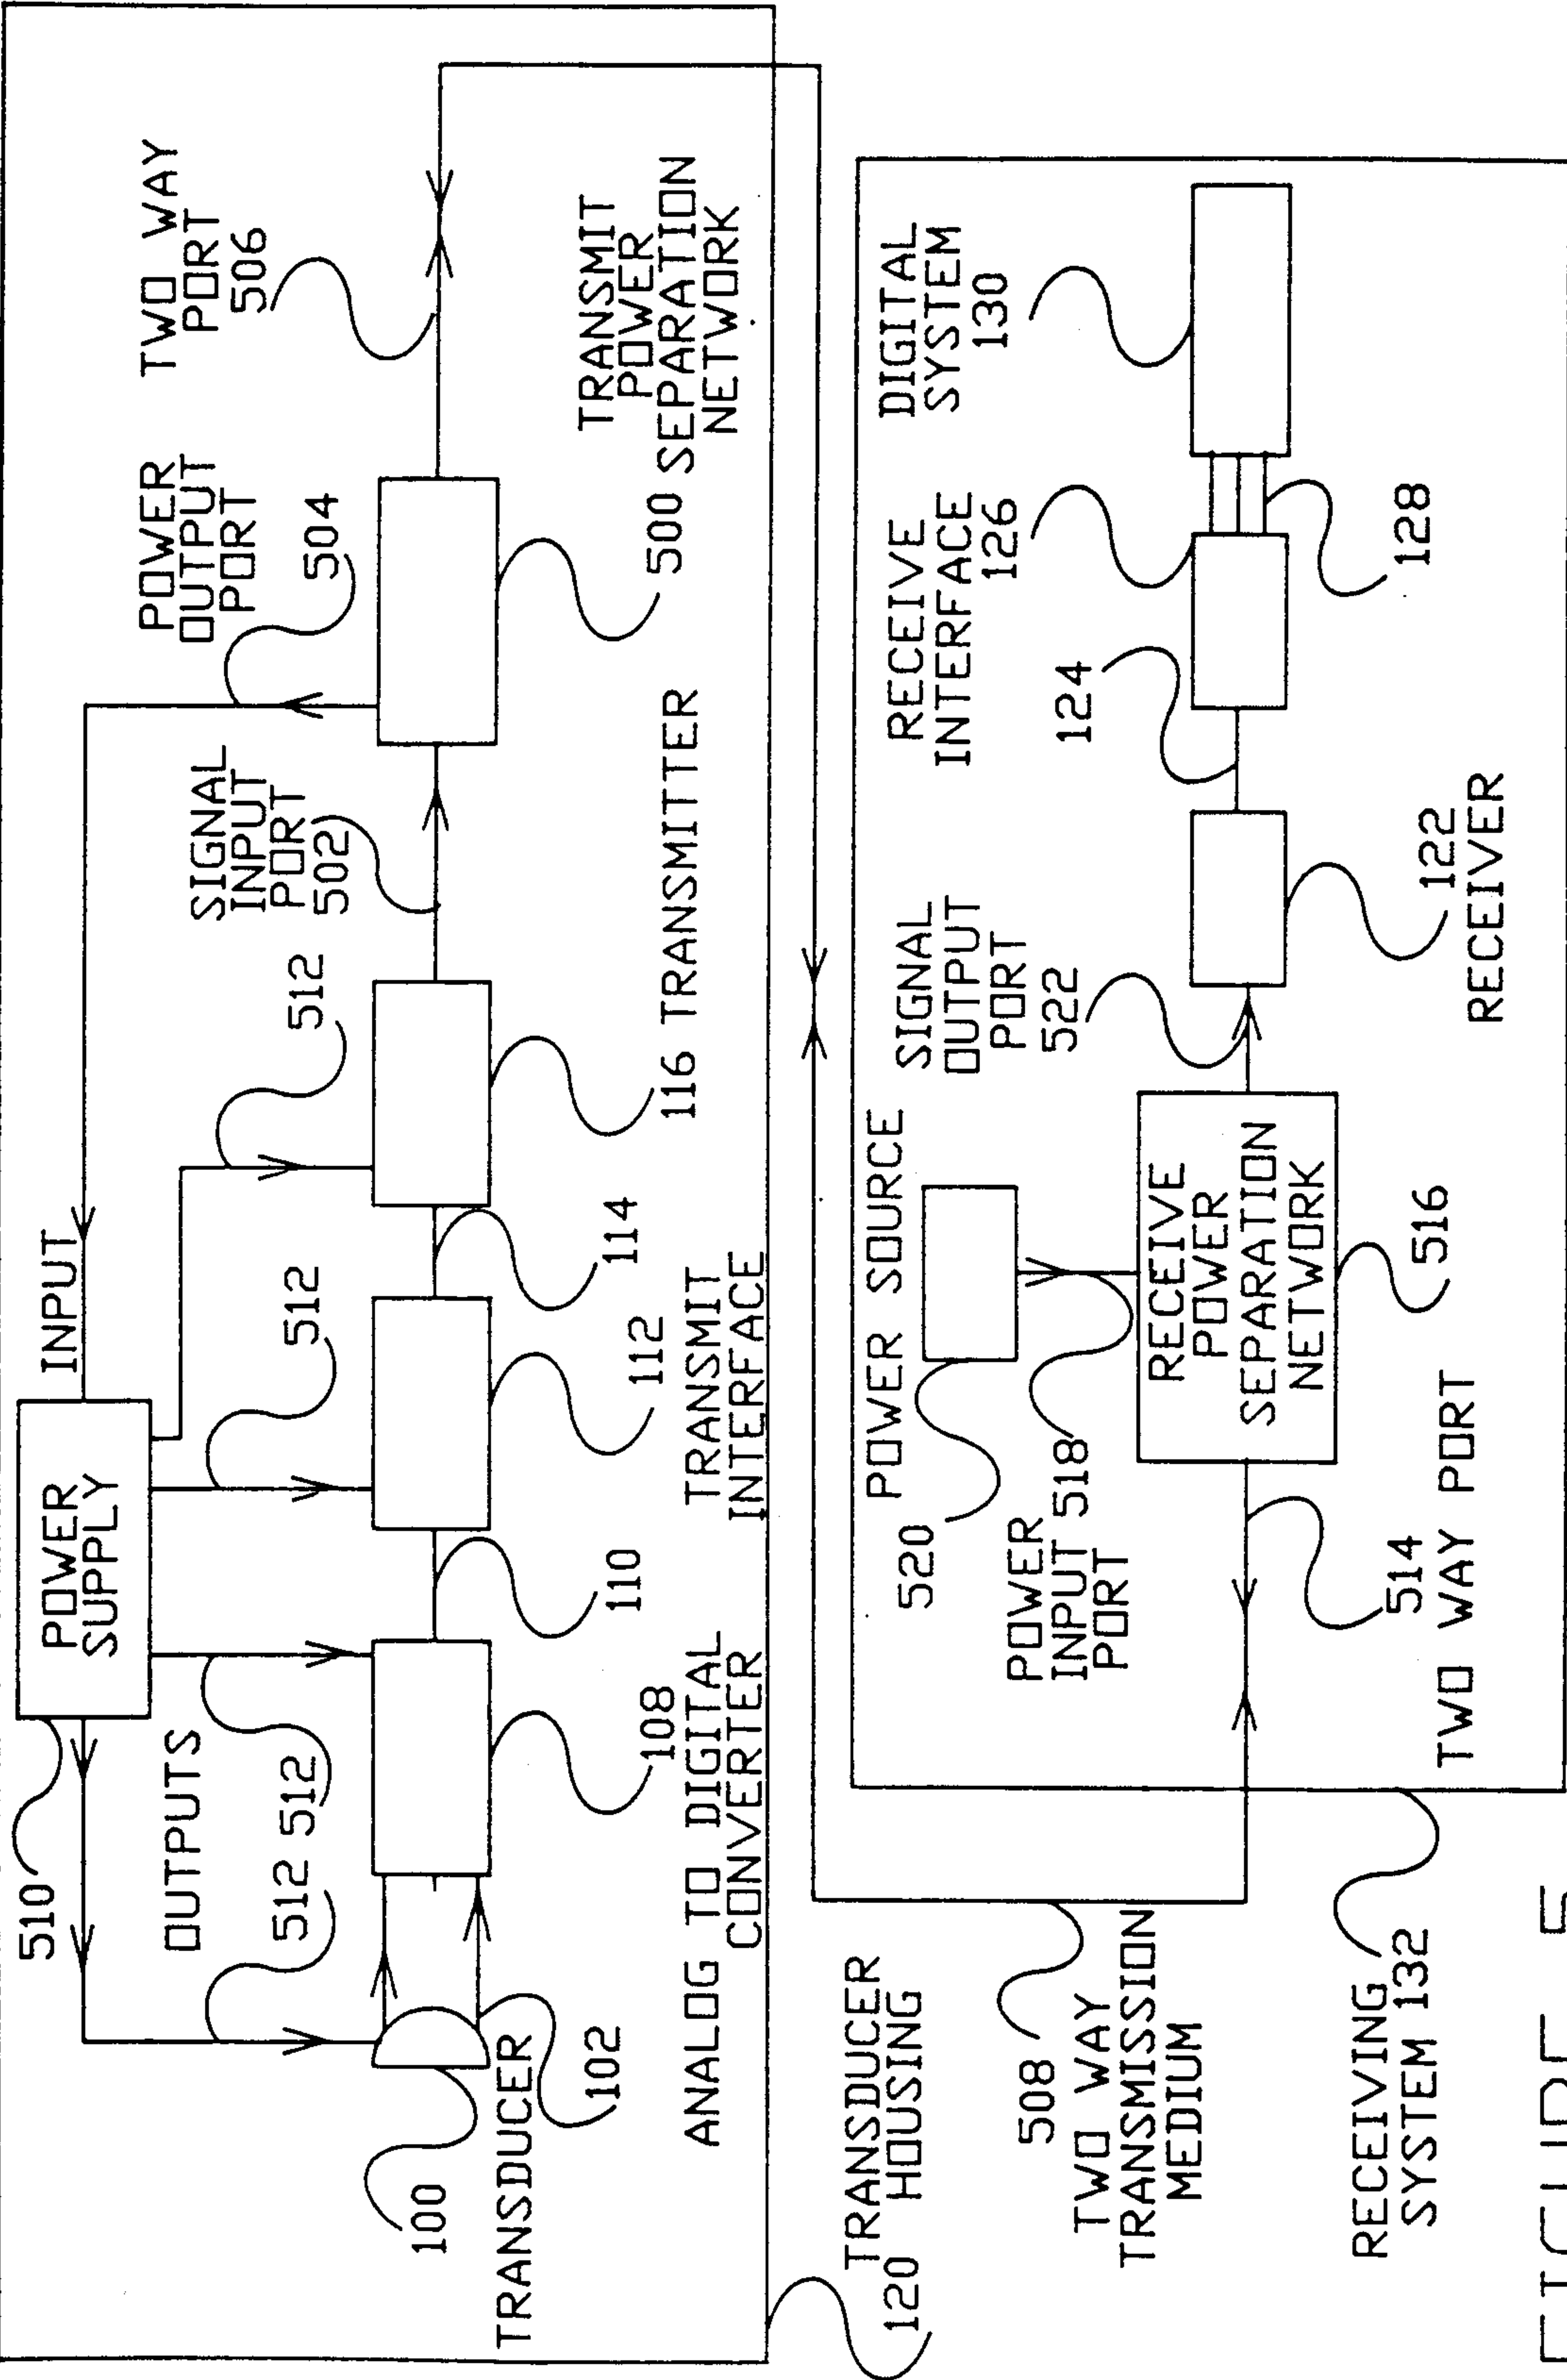 510
POWER
SUPPLY
INPUT
OUTPUTS
512
512
512
512
SIGNAL
INPUT
PORT
502
POWER
OUTPUT
PORT
504
TWO WAY
PORT
506
100
TRANSDUCER
102
108
ANALOG TO DIGITAL
CONVERTER
110
112
TRANSMIT
INTERFACE
114
116 TRANSMITTER
500
TRANSMIT
POWER
SEPARATION
NETWORK
TRANSDUCER
120 HOUSING
508
TWO WAY
TRANSMISSION
MEDIUM
RECEIVING
SYSTEM 132
520
POWER SOURCE
POWER
INPUT 518
PORT
RECEIVE
POWER
SEPARATION
NETWORK
514
TWO WAY PORT
516
SIGNAL
OUTPUT
PORT
522
122
RECEIVER
124
RECEIVE
INTERFACE
126
128
DIGITAL
SYSTEM
130
FIGURE 5